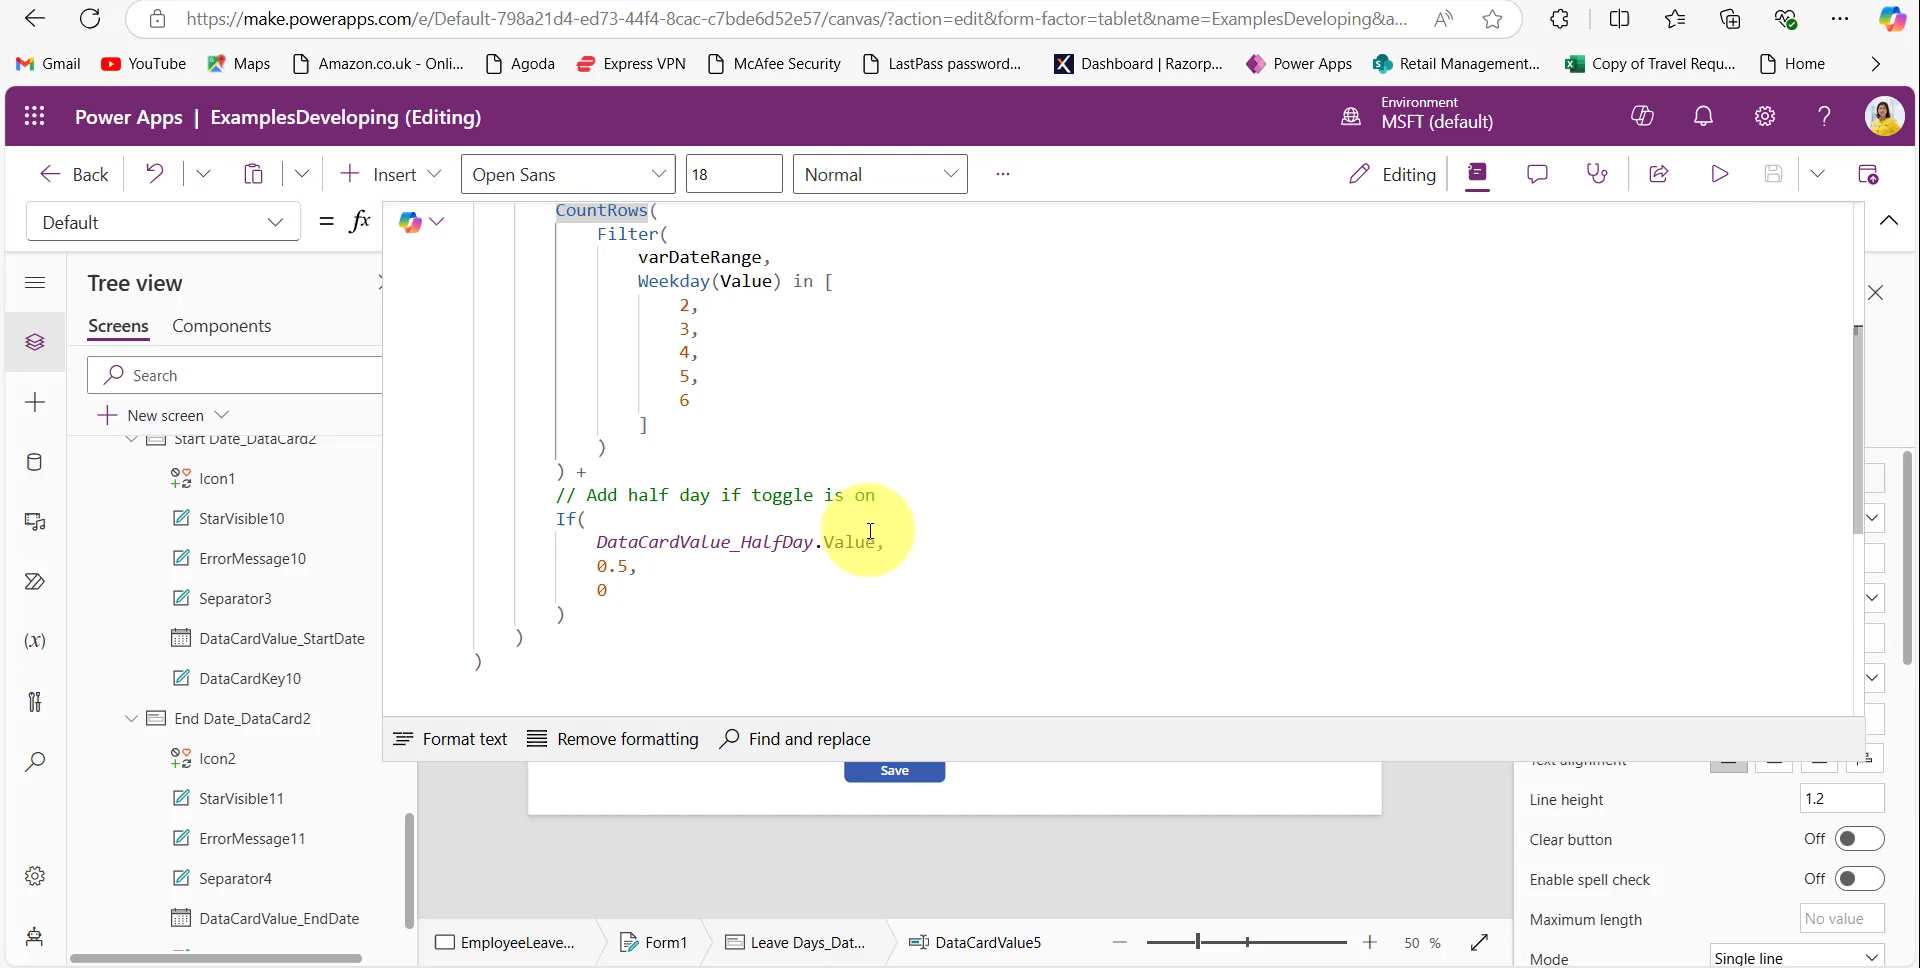 https://make.powerapps.com/e/Default-798a21d4-ed73-44f4-8cac-c7bde6d52e57/canvas/?action=edit&form-factor=tablet&name=ExamplesDeveloping&a...
Gmail YouTube Maps Amazon.co.uk - Onli... Agoda Express VPN McAfee Security LastPass password... Dashboard | Razorp... Power Apps Retail Management... Copy of Travel Requ... Home
Power Apps | ExamplesDeveloping (Editing)
Environment
MSFT (default)
Back Insert Open Sans 18 Normal ... Editing
Default = fx
CountRows(
Filter(
varDateRange,
Weekday(Value) in [
2,
3,
4,
5,
6
]
)
) +
// Add half day if toggle is on
If(
DataCardValue_HalfDay.Value,
0.5,
0
)
)
)
Format text Remove formatting Find and replace
Tree view
Screens Components
Search
New screen
Start Date_DataCard2
Icon1
StarVisible10
ErrorMessage10
Separator3
DataCardValue_StartDate
DataCardKey10
End Date_DataCard2
Icon2
StarVisible11
ErrorMessage11
Separator4
DataCardValue_EndDate
Save
Text alignment
Line height 1.2
Clear button Off
Enable spell check Off
Maximum length No value
Mode Single line
EmployeeLeave... Form1 Leave Days_Dat... DataCardValue5 50 %